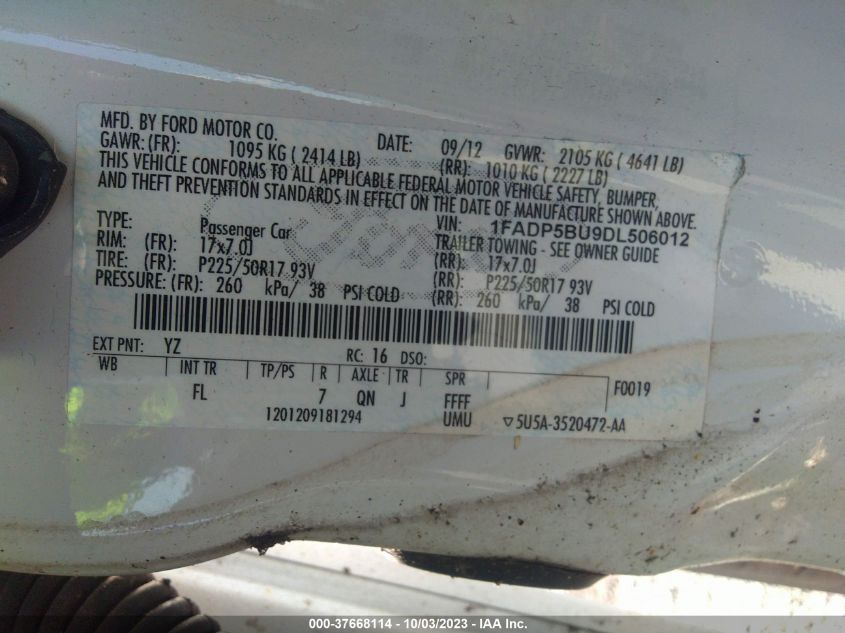 MFD. BY FORD MOTOR CO.
DATE: 09/12 GVWR: 2105 KG ( 4641 LB)
GAWR: (FR): 1095 KG ( 2414 LB) (RR): 1010 KG ( 2227 LB)
THIS VEHICLE CONFORMS TO ALL APPLICABLE FEDERAL MOTOR VEHICLE SAFETY, BUMPER,
AND THEFT PREVENTION STANDARDS IN EFFECT ON THE DATE OF MANUFACTURE SHOWN ABOVE.
VIN: 1FADP5BU9DL506012
TYPE: Passenger Car TRAILER TOWING - SEE OWNER GUIDE
RIM: (FR): 17x7.0J (RR): 17x7.0J
TIRE: (FR): P225/50R17 93V (RR): P225/50R17 93V
PRESSURE: (FR): 260 kPa/ 38 PSI COLD (RR): 260 kPa/ 38 PSI COLD
EXT PNT: YZ RC: 16 DSO:
WB INT TR TP/PS R AXLE TR SPR F0019
FL 7 QN J FFFF
1201209181294 UMU ▽5U5A-3520472-AA
000-37668114 - 10/03/2023 - IAA Inc.